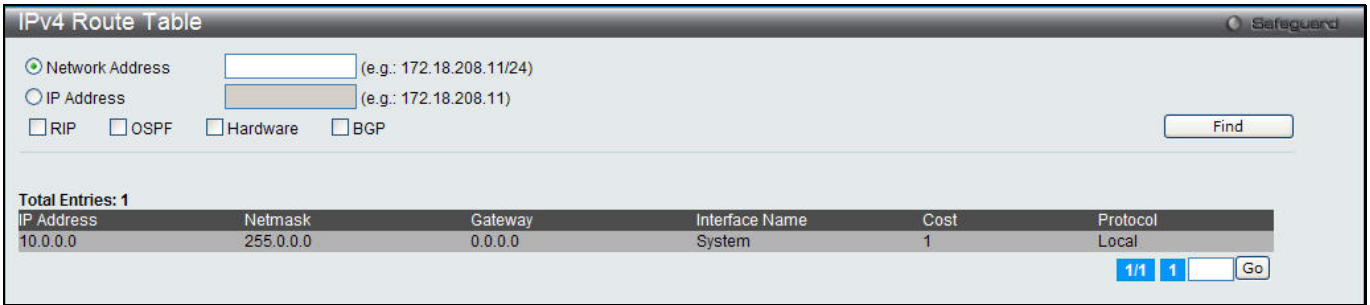 IPv4 Route Table
Safeguard
Network Address (e.g.: 172.18.208.11/24)
IP Address (e.g.: 172.18.208.11)
RIP OSPF Hardware BGP Find
Total Entries: 1
IP Address Netmask Gateway Interface Name Cost Protocol
10.0.0.0 255.0.0.0 0.0.0.0 System 1 Local
1/1 1 Go